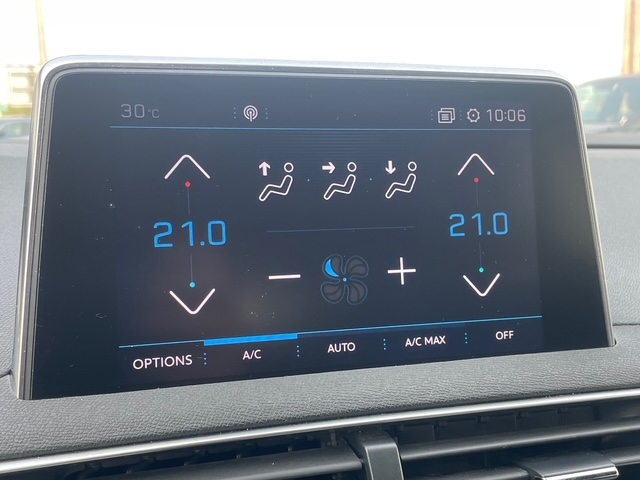 30°C 10:06
21.0 21.0
OPTIONS A/C AUTO A/C MAX OFF